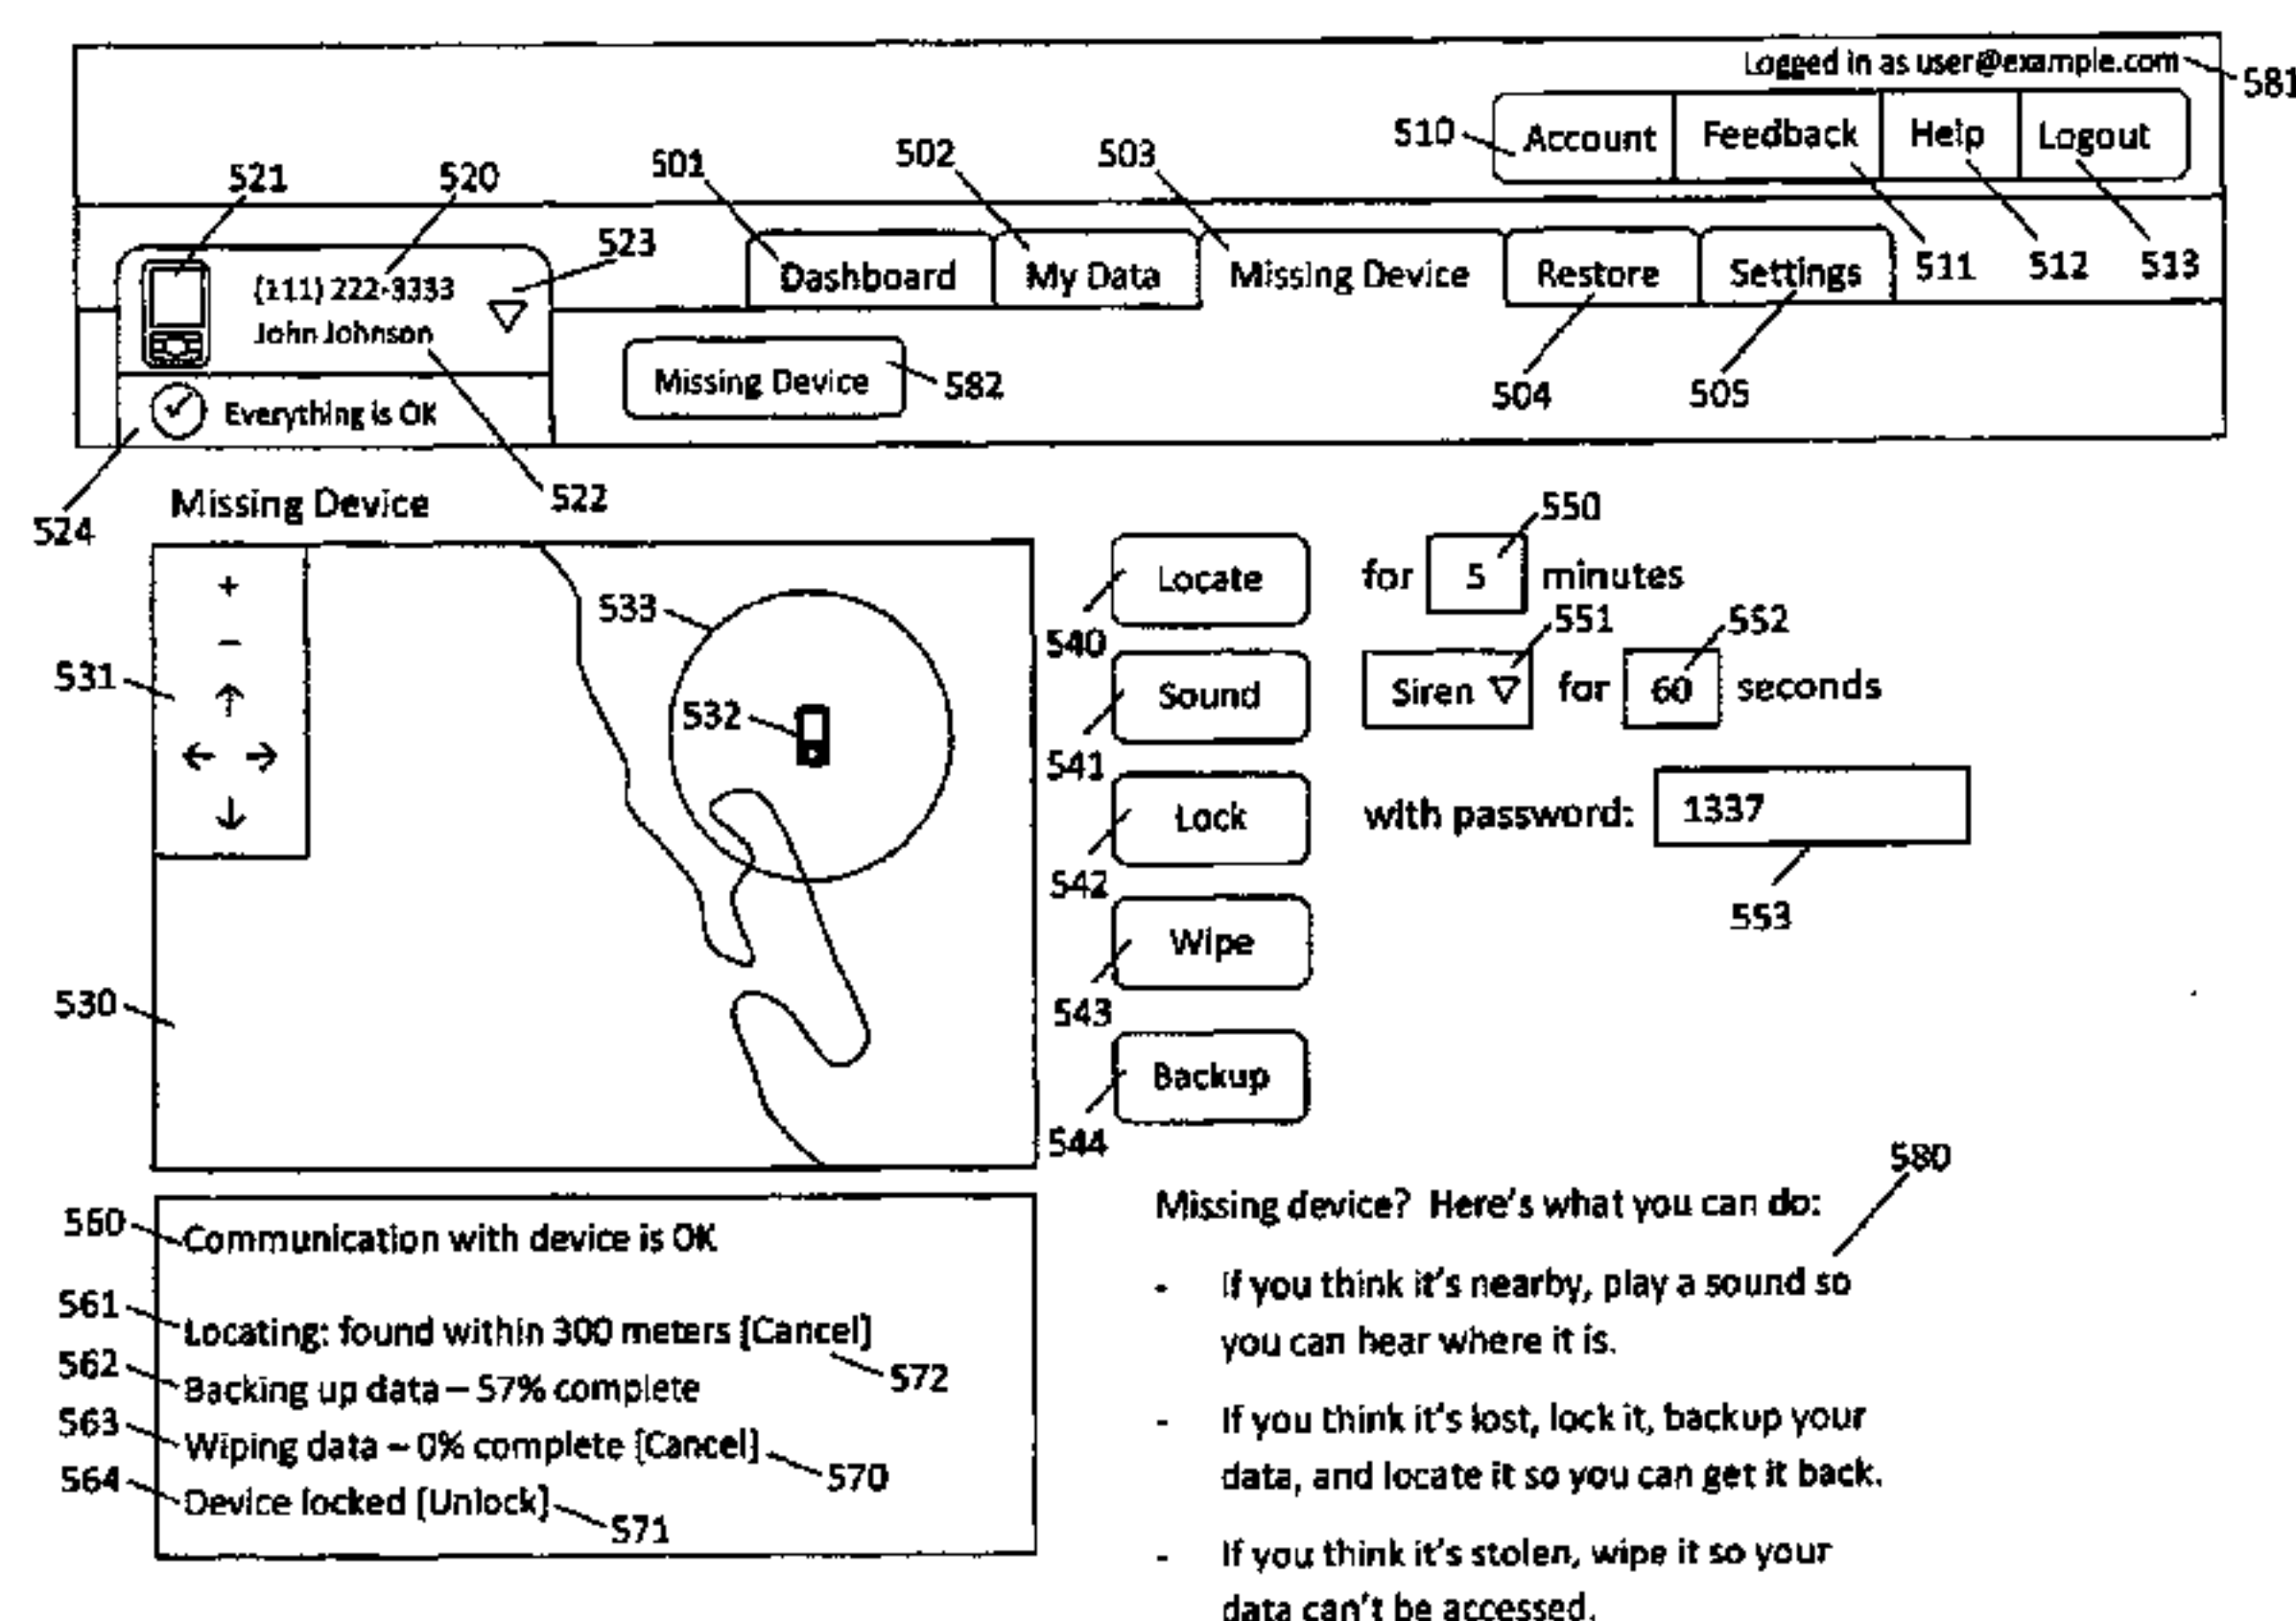 Logged in as user@example.com 581
510 Account Feedback Help Logout
521 520 501 502 503
523
(111) 222-3333
John Johnson
Dashboard My Data Missing Device Restore Settings 511 512 513
Missing Device 582 504 505
Everything is OK
524 Missing Device 522
550
Locate for 5 minutes
540
533
551 552
Sound Siren for 60 seconds
541
531 + −
↑
← →
↓
532
Lock with password: 1337
542
553
Wipe
543
530
Backup
544
580
560 Communication with device is OK
561 Locating: found within 300 meters [Cancel]
572
562 Backing up data – 57% complete
563 Wiping data – 0% complete [Cancel] 570
564 Device locked [Unlock] 571
Missing device? Here's what you can do:
- If you think it's nearby, play a sound so
you can hear where it is.
- If you think it's lost, lock it, backup your
data, and locate it so you can get it back.
- If you think it's stolen, wipe it so your
data can't be accessed.